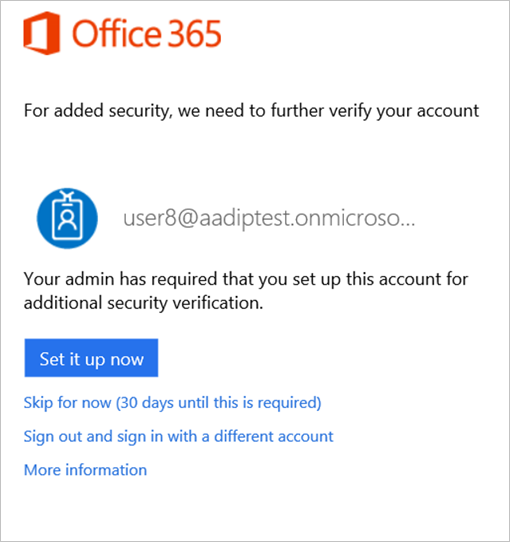 Office 365
For added security, we need to further verify your account
user8@aadiptest.onmicroso...
Your admin has required that you set up this account for
additional security verification.
Set it up now
Skip for now (30 days until this is required)
Sign out and sign in with a different account
More information